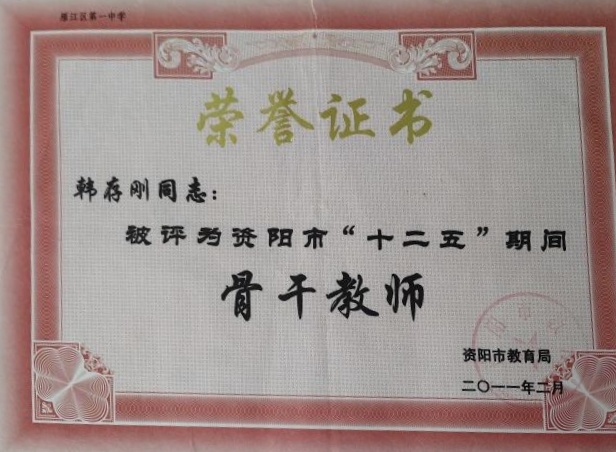 雁江区第一中学
荣誉证书
韩存刚同志：
被评为资阳市“十二五”期间
骨干教师
资阳市教育局
二〇一一年二月